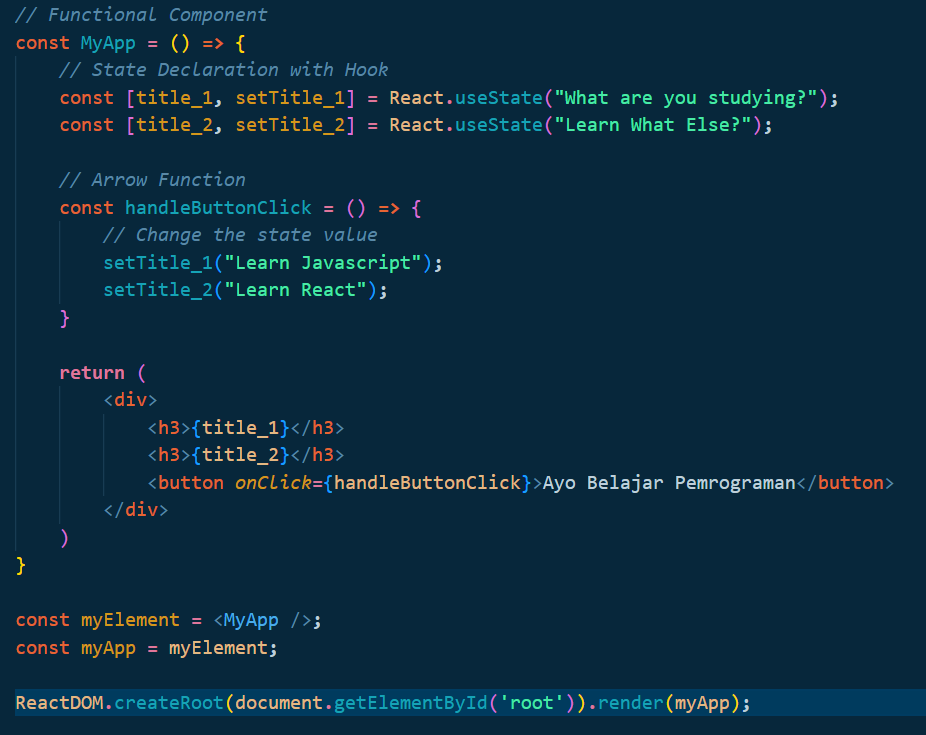 // Functional Component
const MyApp = () => {
    // State Declaration with Hook
    const [title_1, setTitle_1] = React.useState("What are you studying?");
    const [title_2, setTitle_2] = React.useState("Learn What Else?");

    // Arrow Function
    const handleButtonClick = () => {
        // Change the state value
        setTitle_1("Learn Javascript");
        setTitle_2("Learn React");
    }

    return (
        <div>
            <h3>{title_1}</h3>
            <h3>{title_2}</h3>
            <button onClick={handleButtonClick}>Ayo Belajar Pemrograman</button>
        </div>
    )
}

const myElement = <MyApp />;
const myApp = myElement;

ReactDOM.createRoot(document.getElementById('root')).render(myApp);